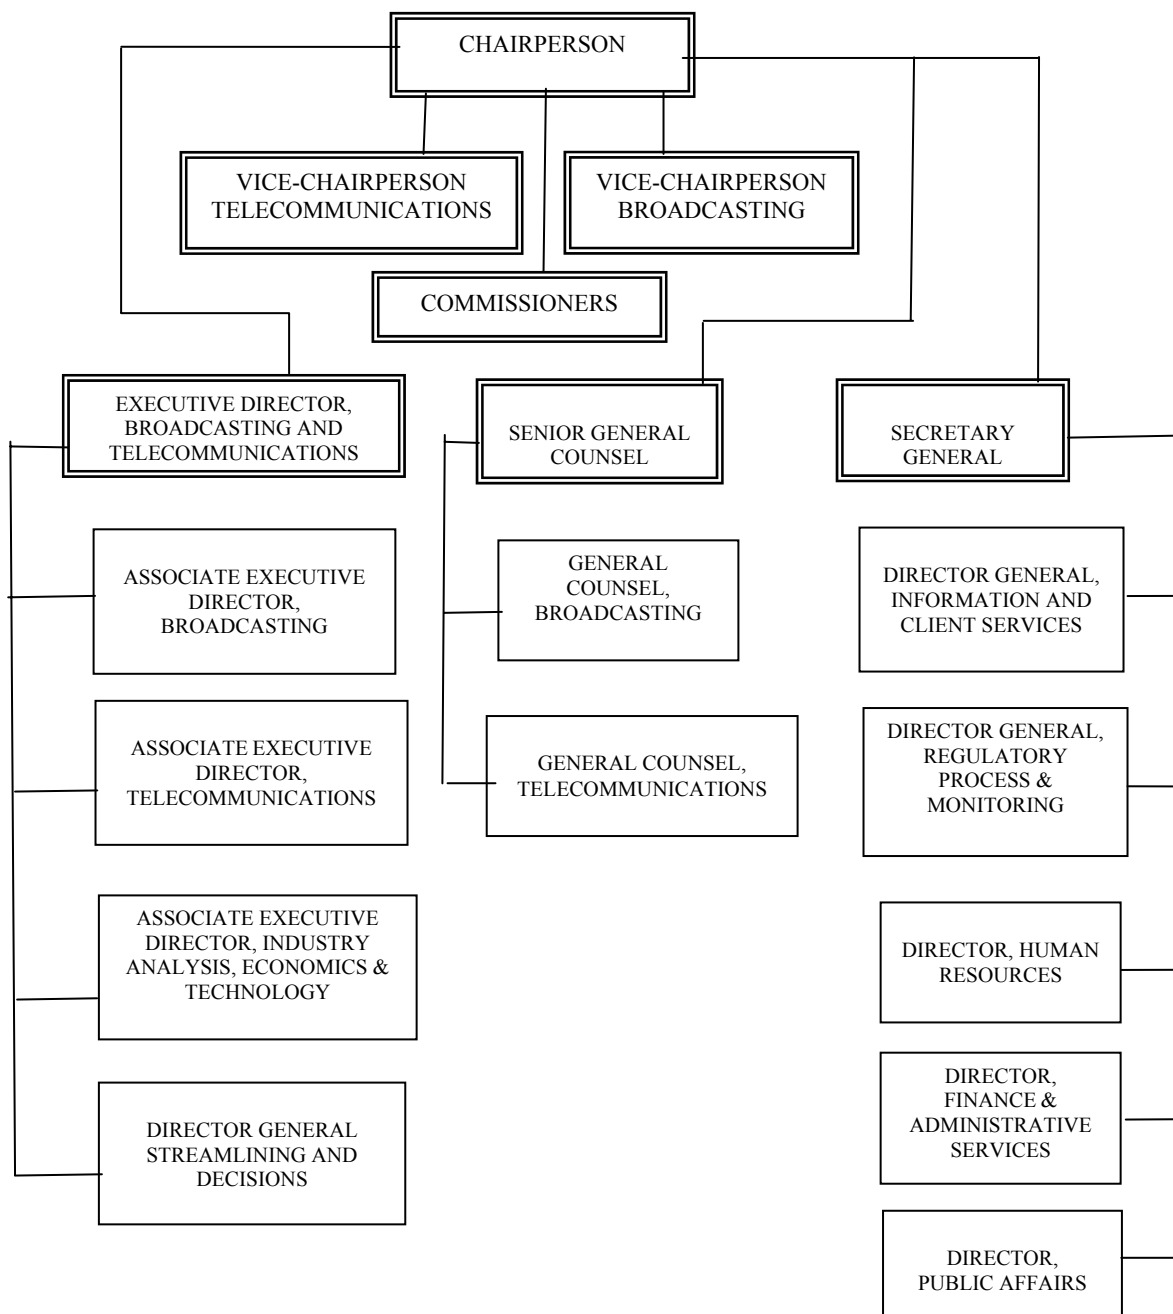 CHAIRPERSON
VICE-CHAIRPERSON
TELECOMMUNICATIONS
VICE-CHAIRPERSON
BROADCASTING
COMMISSIONERS
EXECUTIVE DIRECTOR,
BROADCASTING AND
TELECOMMUNICATIONS
SENIOR GENERAL
COUNSEL
SECRETARY
GENERAL
ASSOCIATE EXECUTIVE
DIRECTOR,
BROADCASTING
GENERAL
COUNSEL,
BROADCASTING
DIRECTOR GENERAL,
INFORMATION AND
CLIENT SERVICES
ASSOCIATE EXECUTIVE
DIRECTOR,
TELECOMMUNICATIONS
GENERAL COUNSEL,
TELECOMMUNICATIONS
DIRECTOR GENERAL,
REGULATORY
PROCESS &
MONITORING
ASSOCIATE EXECUTIVE
DIRECTOR, INDUSTRY
ANALYSIS, ECONOMICS &
TECHNOLOGY
DIRECTOR, HUMAN
RESOURCES
DIRECTOR GENERAL
STREAMLINING AND
DECISIONS
DIRECTOR,
FINANCE &
ADMINISTRATIVE
SERVICES
DIRECTOR,
PUBLIC AFFAIRS